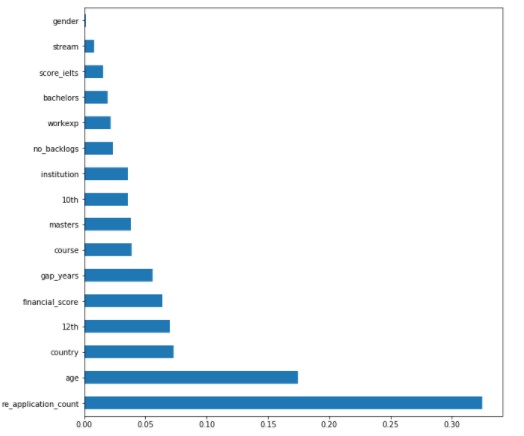 gender
stream
score_ielts
bachelors
workexp
no_backlogs
institution
10th
masters
course
gap_years
financial_score
12th
country
age
re_application_count
0.00 0.05 0.10 0.15 0.20 0.25 0.30